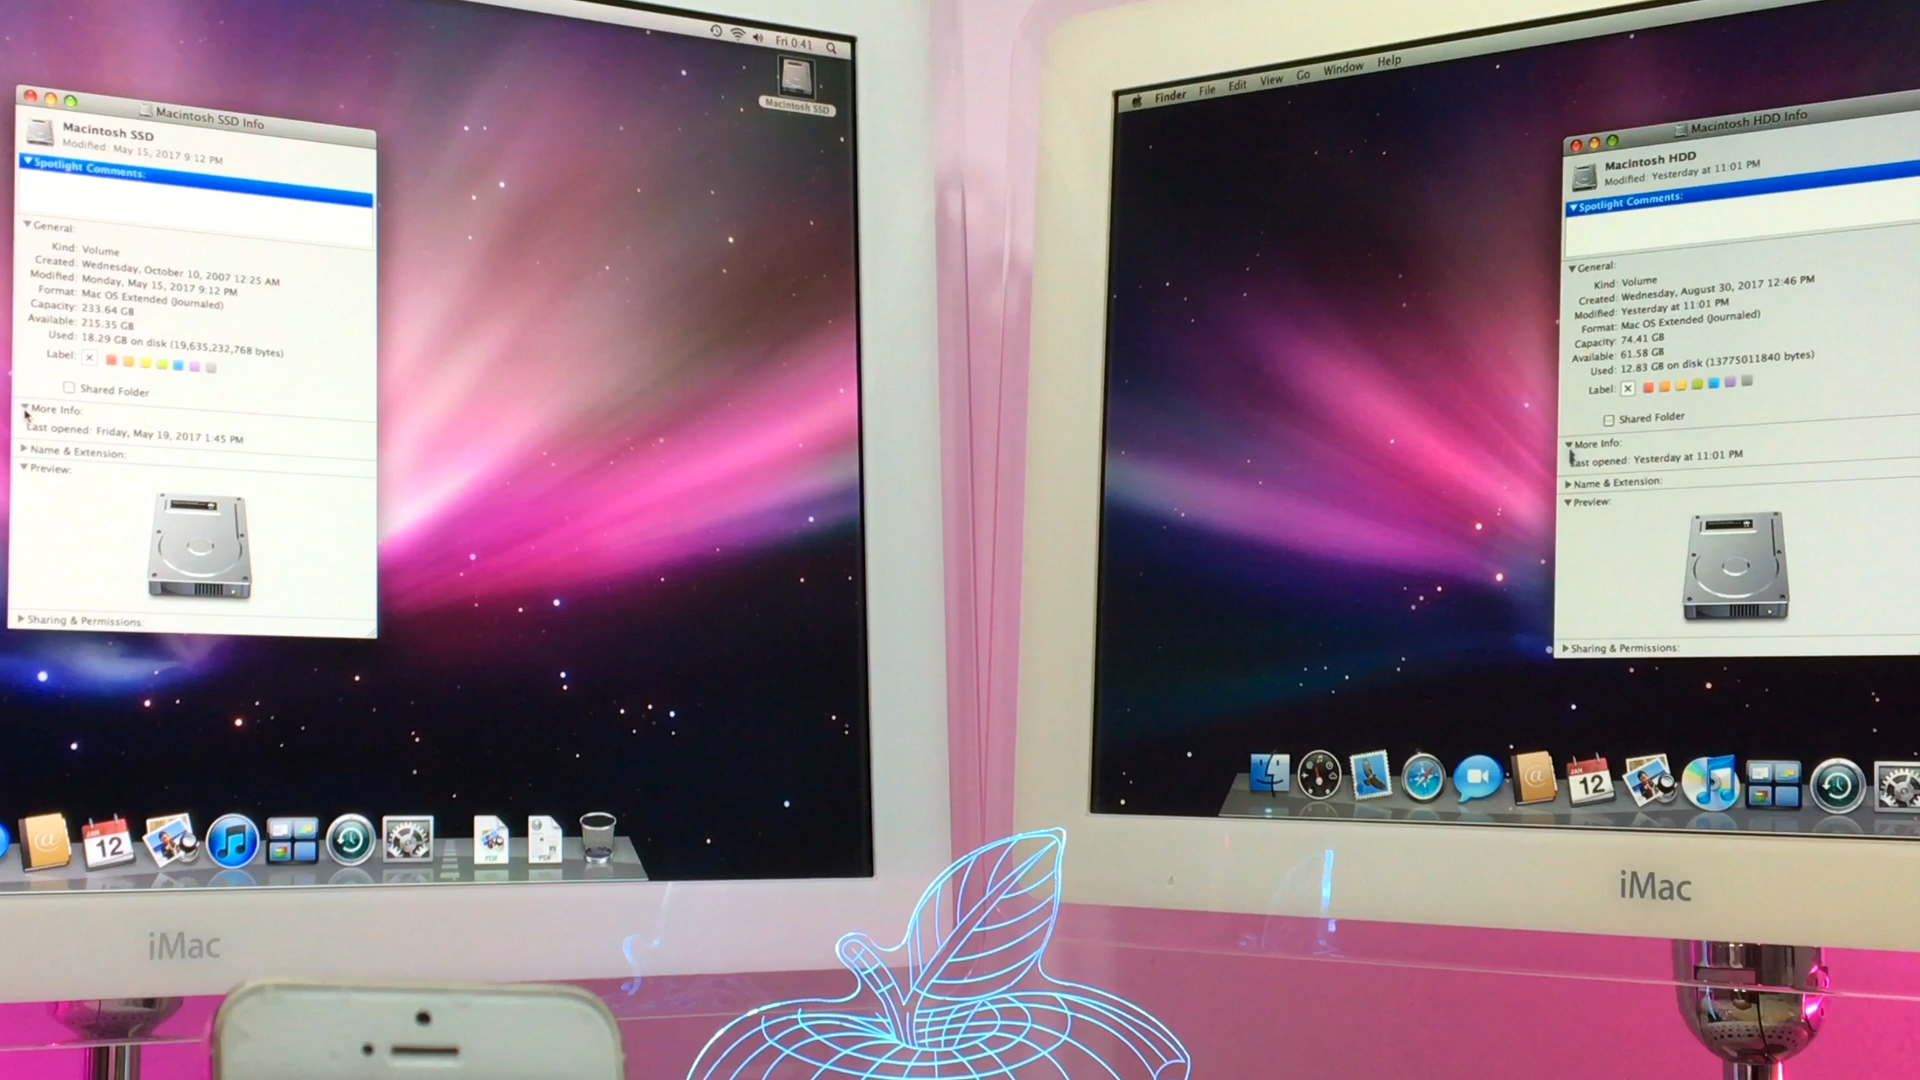 Fri 0:41
Macintosh SSD
Macintosh SSD Info
Macintosh SSD
Modified: May 15, 2017 9:12 PM
Spotlight Comments:
General:
Kind: Volume
Created: Wednesday, October 10, 2007 12:25 AM
Modified: Monday, May 15, 2017 9:12 PM
Format: Mac OS Extended (Journaled)
Capacity: 233.64 GB
Available: 215.35 GB
Used: 18.29 GB on disk (19,635,232,768 bytes)
Label:
Shared Folder
More Info:
Last opened: Friday, May 19, 2017 1:45 PM
Name & Extension:
Preview:
Sharing & Permissions:
JAN
12
PDF
PDF
iMac
Finder File Edit View Go Window Help
Macintosh HDD Info
Macintosh HDD
Modified: Yesterday at 11:01 PM
Spotlight Comments:
General:
Kind: Volume
Created: Wednesday, August 30, 2017 12:46 PM
Modified: Yesterday at 11:01 PM
Format: Mac OS Extended (Journaled)
Capacity: 74.41 GB
Available: 61.58 GB
Used: 12.83 GB on disk (13775011840 bytes)
Label:
Shared Folder
More Info:
Last opened: Yesterday at 11:01 PM
Name & Extension:
Preview:
Sharing & Permissions:
JAN
12
iMac